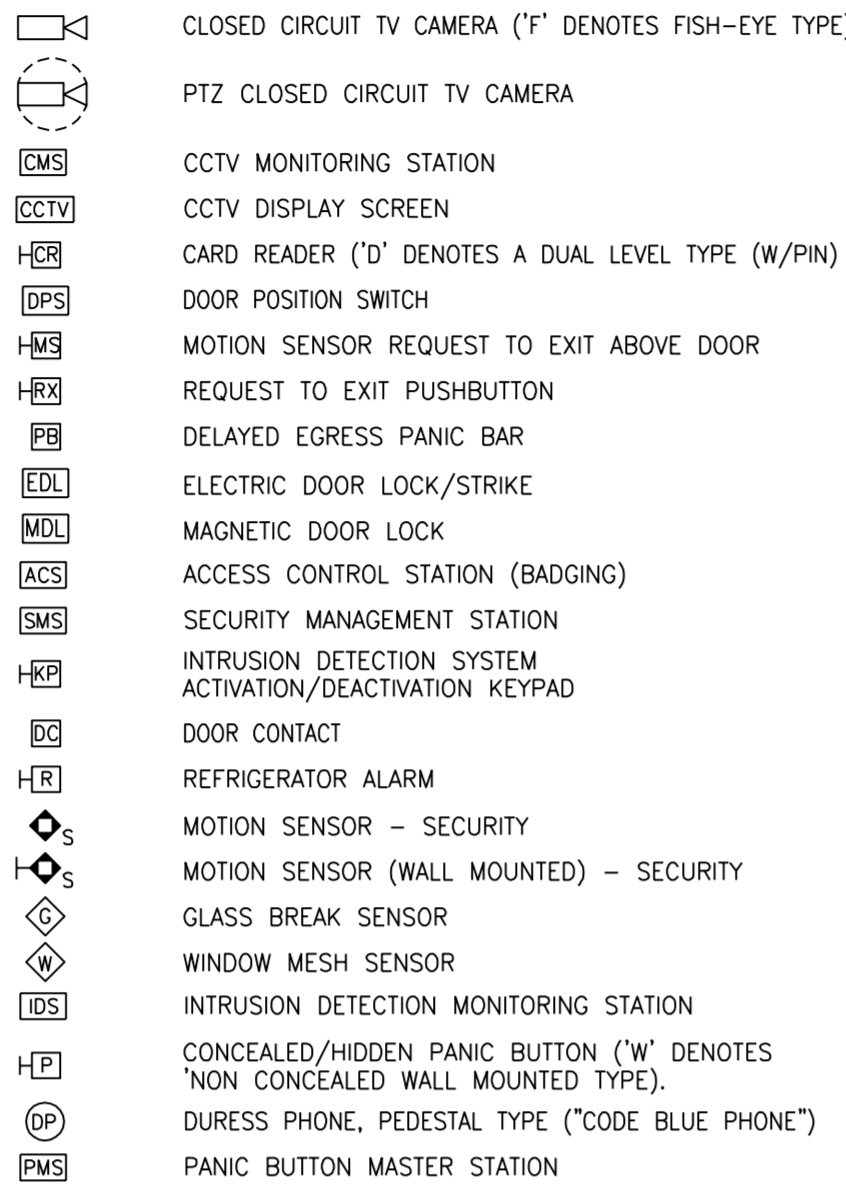 CLOSED CIRCUIT TV CAMERA ('F' DENOTES FISH-EYE TYPE)
PTZ CLOSED CIRCUIT TV CAMERA
CMS CCTV MONITORING STATION
CCTV CCTV DISPLAY SCREEN
CR CARD READER ('D' DENOTES A DUAL LEVEL TYPE (W/PIN)
DPS DOOR POSITION SWITCH
MS MOTION SENSOR REQUEST TO EXIT ABOVE DOOR
RX REQUEST TO EXIT PUSHBUTTON
PB DELAYED EGRESS PANIC BAR
EDL ELECTRIC DOOR LOCK/STRIKE
MDL MAGNETIC DOOR LOCK
ACS ACCESS CONTROL STATION (BADGING)
SMS SECURITY MANAGEMENT STATION
KP INTRUSION DETECTION SYSTEM
ACTIVATION/DEACTIVATION KEYPAD
DC DOOR CONTACT
R REFRIGERATOR ALARM
S MOTION SENSOR – SECURITY
S MOTION SENSOR (WALL MOUNTED) – SECURITY
G GLASS BREAK SENSOR
W WINDOW MESH SENSOR
IDS INTRUSION DETECTION MONITORING STATION
P CONCEALED/HIDDEN PANIC BUTTON ('W' DENOTES
'NON CONCEALED WALL MOUNTED TYPE).
DP DURESS PHONE, PEDESTAL TYPE ("CODE BLUE PHONE")
PMS PANIC BUTTON MASTER STATION